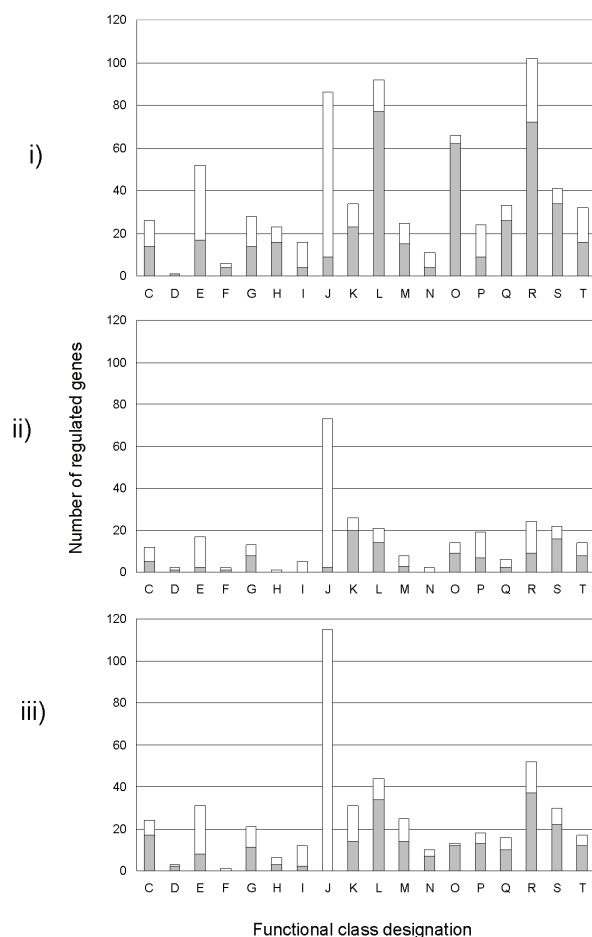 i)
120
100
80
60
40
20
0
C D E F G H I J K L M N O P Q R S T
ii)
Number of regulated genes
120
100
80
60
40
20
0
C D E F G H I J K L M N O P Q R S T
iii)
120
100
80
60
40
20
0
C D E F G H I J K L M N O P Q R S T
Functional class designation